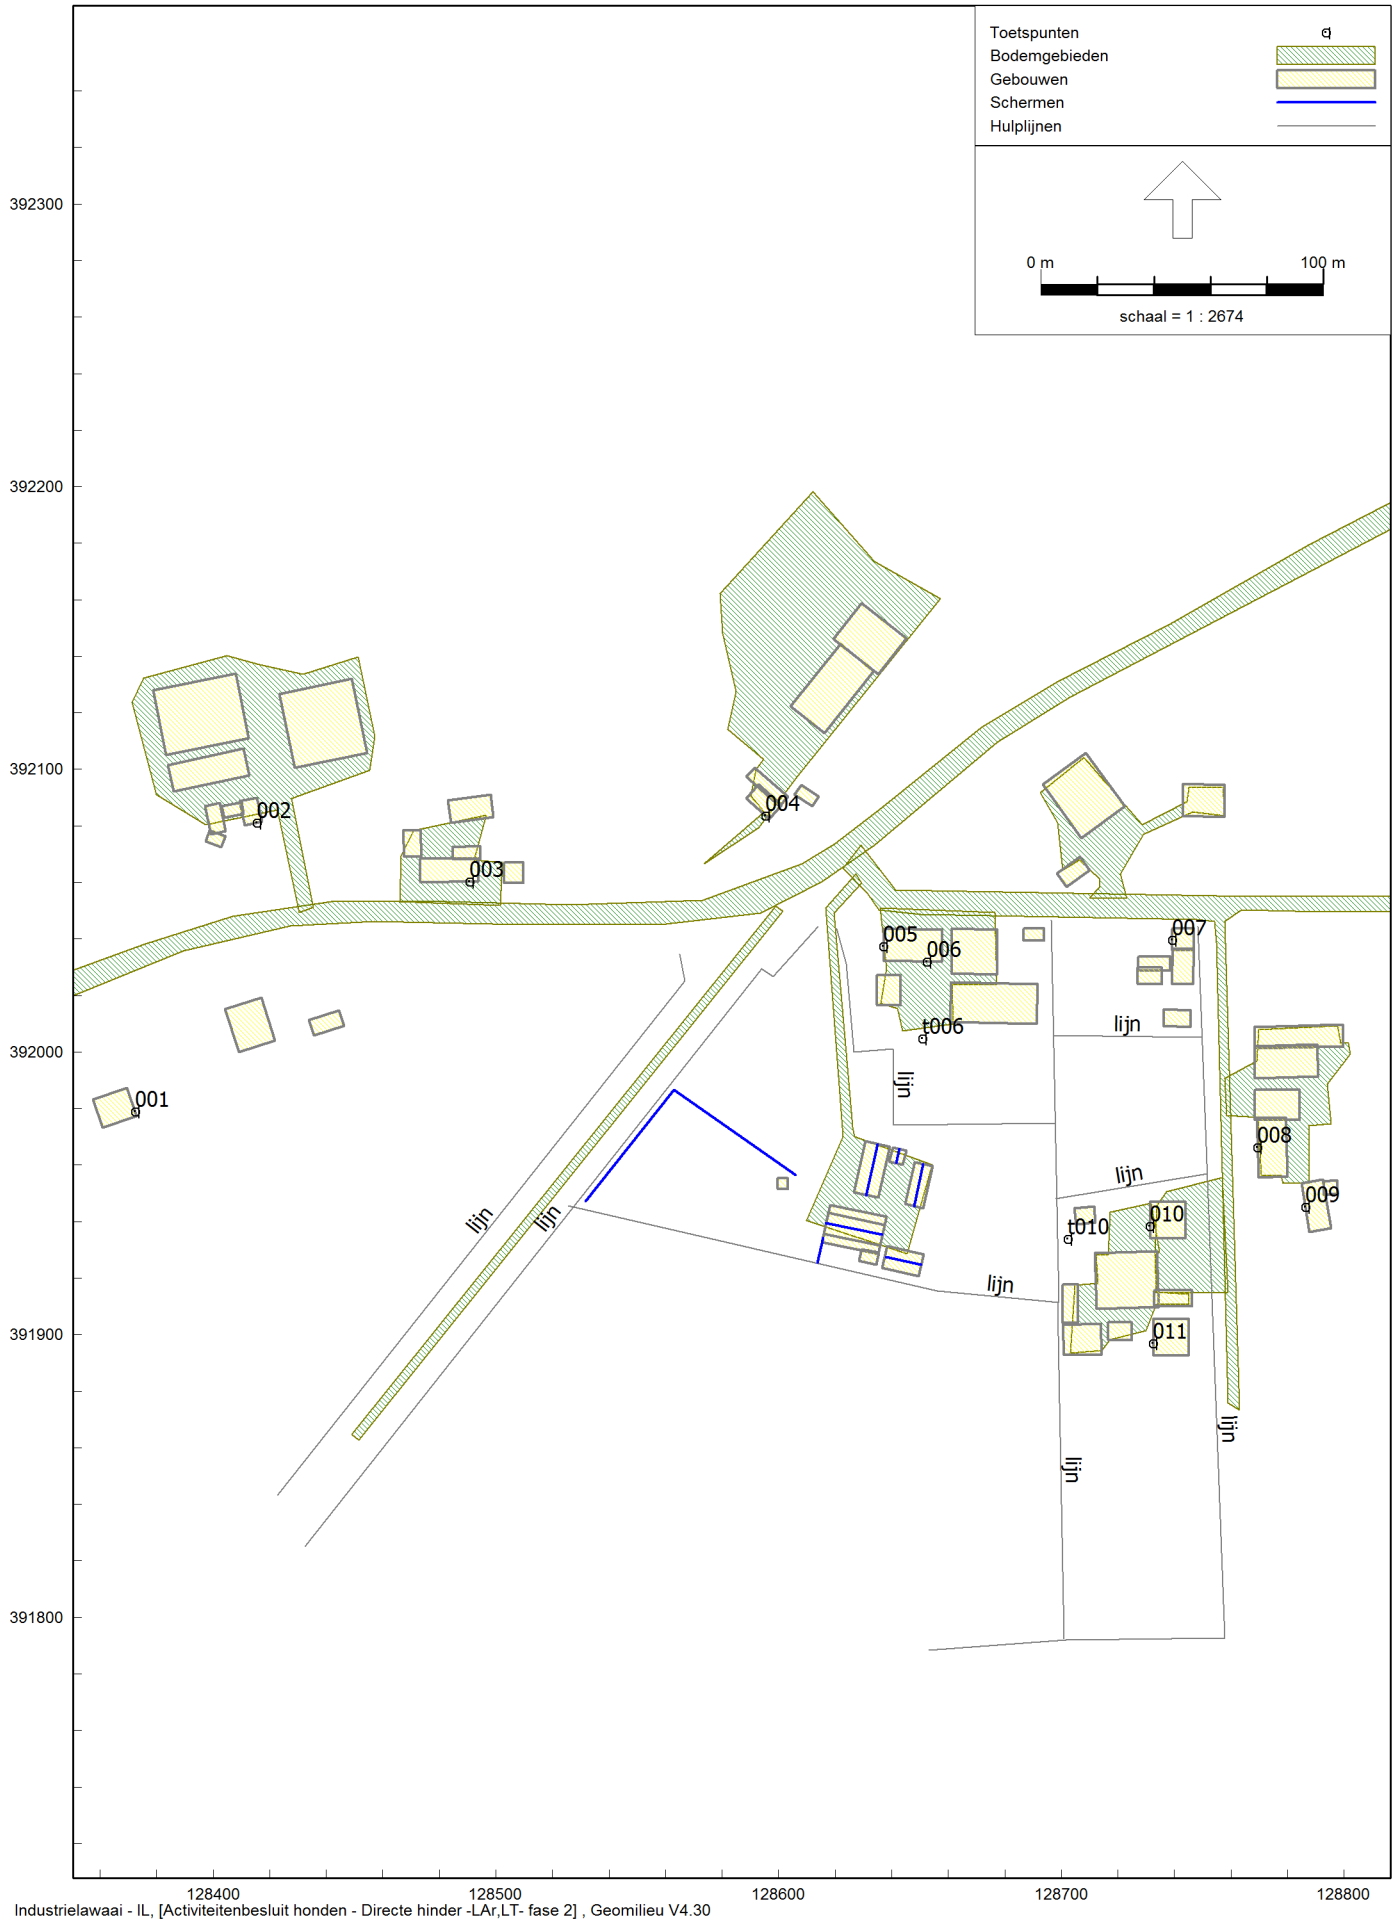 Toetspunten
Bodemgebieden
Gebouwen
Schermen
Hulplijnen
0 m 100 m
schaal = 1 : 2674
392300
392200
392100
004
002
003
007
005
006
392000
t006
lijn
lijn
001
008
lijn
009
lijn
lijn
010
t010
lijn
391900
011
lijn
lijn
391800
128400 128500 128600 128700 128800
Industrielawaai - IL, [Activiteitenbesluit honden - Directe hinder -LAr,LT- fase 2] , Geomilieu V4.30